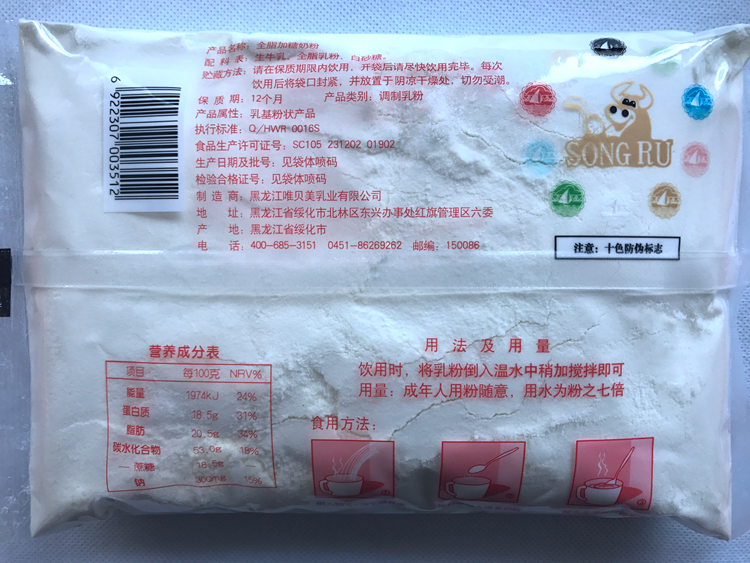 产品名称：全脂加糖奶粉
配 料 表：生牛乳、全脂乳粉、白砂糖。
贮藏方法：请在保质期限内饮用，开袋后请尽快饮用完毕。每次
饮用后将袋口封紧，并放置于阴凉干燥处，切勿受潮。
保 质 期：12个月 产品类别：调制乳粉
产品属性：乳基粉状产品
执行标准：Q/HWR 0016S
食品生产许可证号：SC105 231202 01902
生产日期及批号：见袋体喷码
检验合格证号：见袋体喷码
制 造 商：黑龙江唯贝美乳业有限公司
地 址：黑龙江省绥化市北林区东兴办事处红旗管理区六委
产 地：黑龙江省绥化市
电 话：400-685-3151 0451-86269262 邮编：150086
6 922307 003512
SONG RU
注意：十色防伪标志
营养成分表
项目 每100克 NRV%
能量 1974KJ 24%
蛋白质 18.5g 31%
脂肪 20.5g 34%
碳水化合物 53.0g 18%
—蔗糖 18.5g —
钠 300mg 15%
用 法 及 用 量
饮用时，将乳粉倒入温水中稍加搅拌即可
用量：成年人用粉随意，用水为粉之七倍
食用方法：